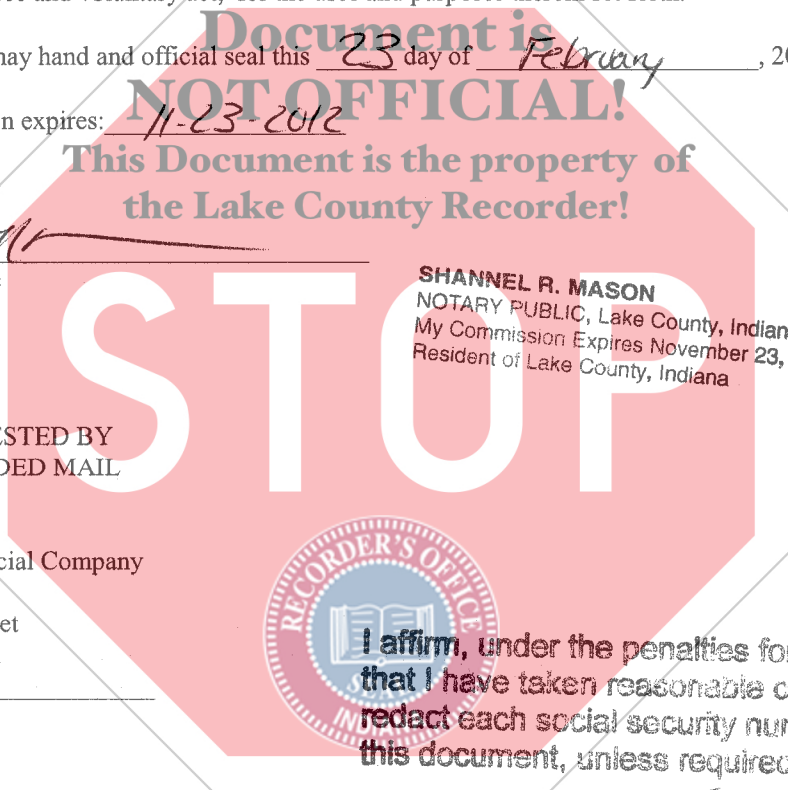 Document is
may hand and official seal this 23 day of February, 20
NOT OFFICIAL!
n expires: 11-23-2012
This Document is the property of
the Lake County Recorder!
STOP
SHANNEL R. MASON
NOTARY PUBLIC, Lake County, Indian
My Commission Expires November 23,
Resident of Lake County, Indiana
ESTED BY
DED MAIL
cial Company
et
RECORDER'S OFFICE
INDIANA
I affirm, under the penalties for
that I have taken reasonable c
redact each social security num
this document, unless required